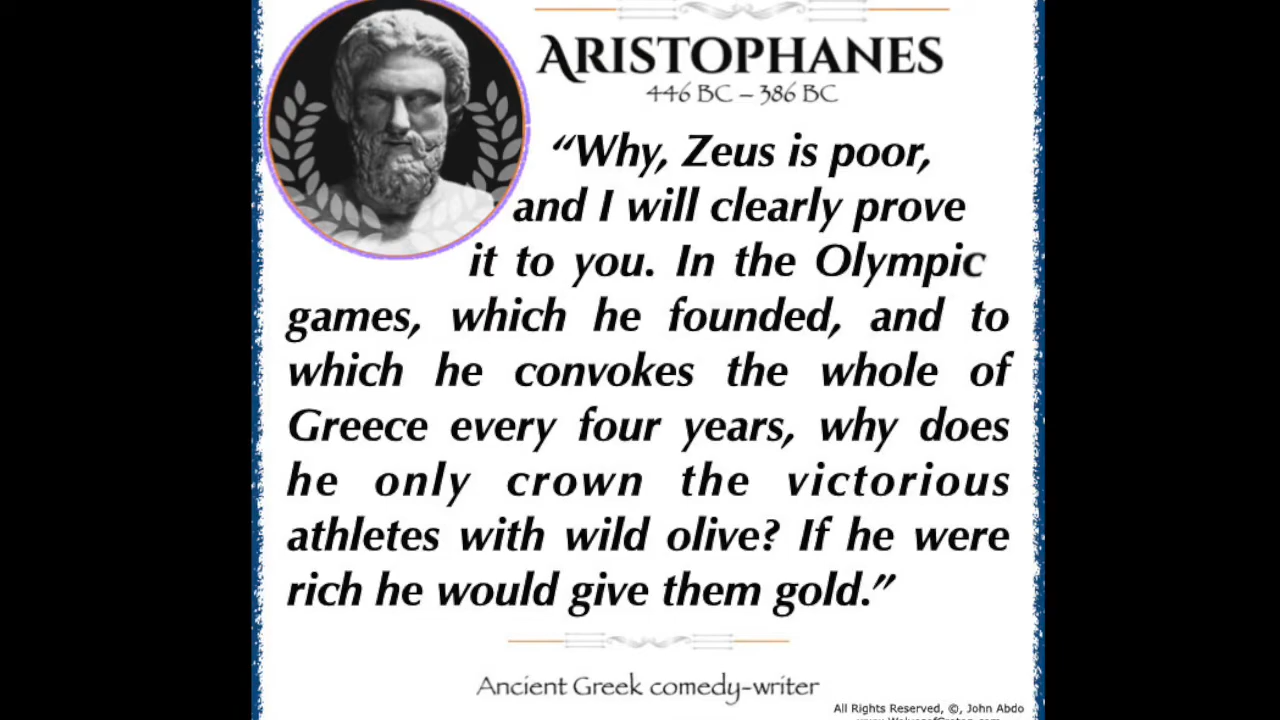 ARISTOPHANES
446 BC – 386 BC
“Why, Zeus is poor,
and I will clearly prove
it to you. In the Olympic
games, which he founded, and to
which he convokes the whole of
Greece every four years, why does
he only crown the victorious
athletes with wild olive? If he were
rich he would give them gold.”
Ancient Greek comedy-writer
All Rights Reserved, ©, John Abdo